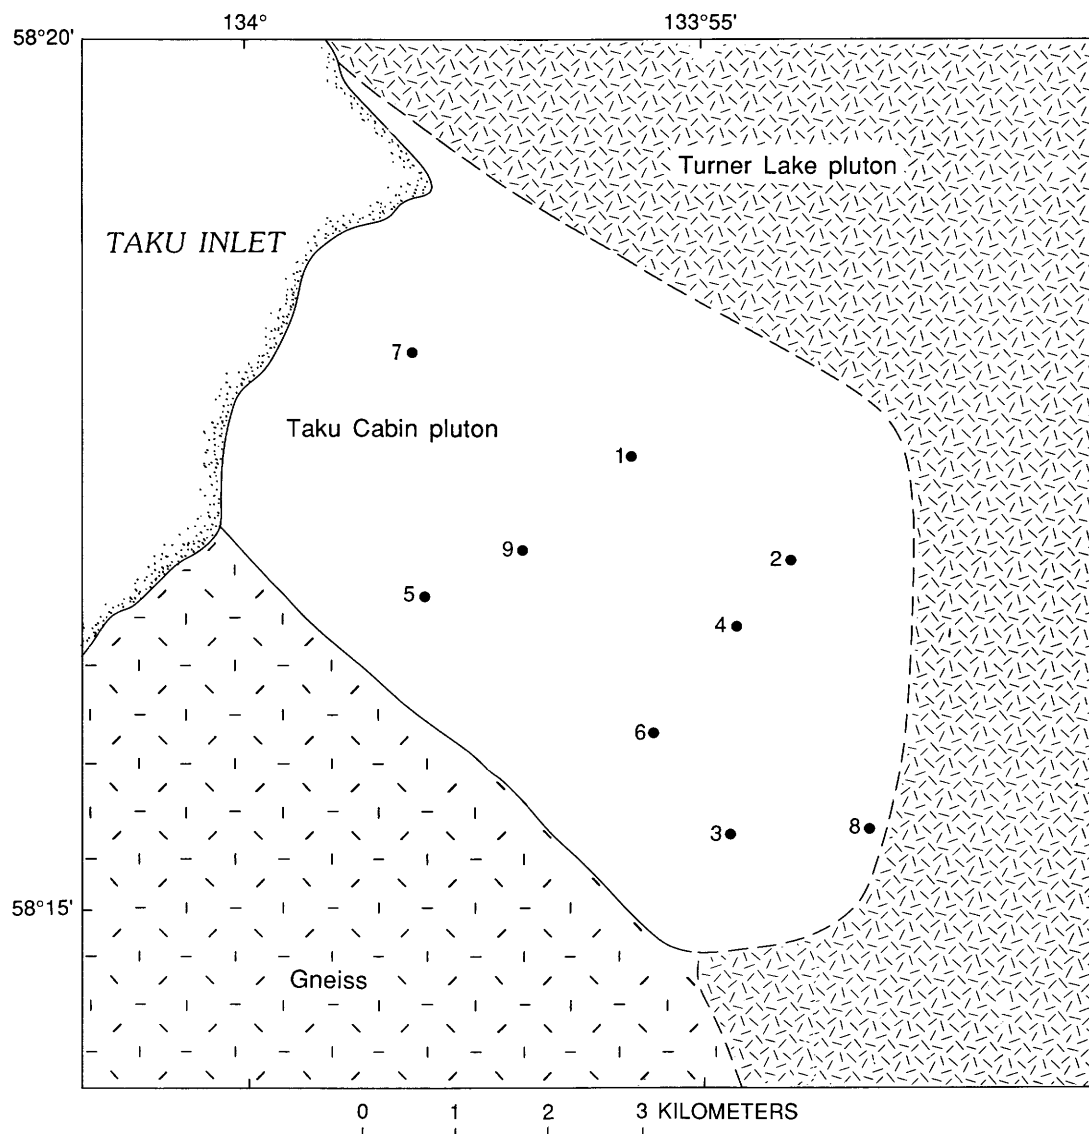 134° 133°55'
58°20'
Turner Lake pluton
TAKU INLET
7
Taku Cabin pluton
1
9
2
5
4
6
3 8
58°15'
Gneiss
0 1 2 3 KILOMETERS